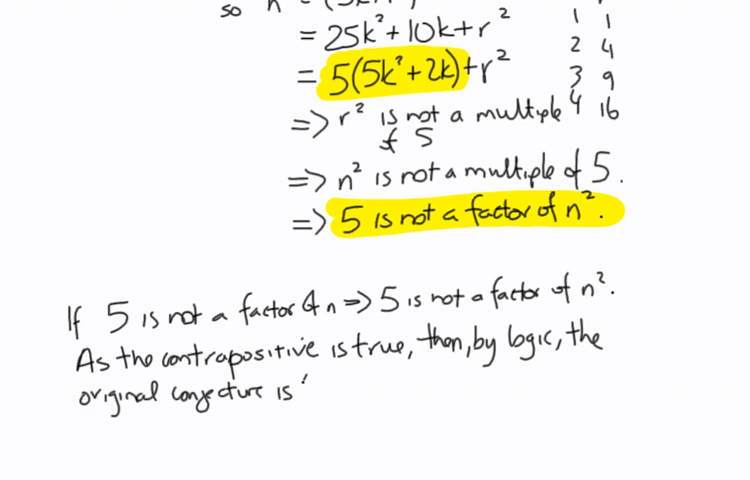 so n
= 25k²+10k+r² 1 1
= 5(5k²+2k)+r² 2 4
3 9
=> r² is not a multiple 4 16
of 5
=> n² is not a multiple of 5.
=> 5 is not a factor of n².
If 5 is not a factor of n => 5 is not a factor of n².
As the contrapositive is true, then, by logic, the
original conjecture is